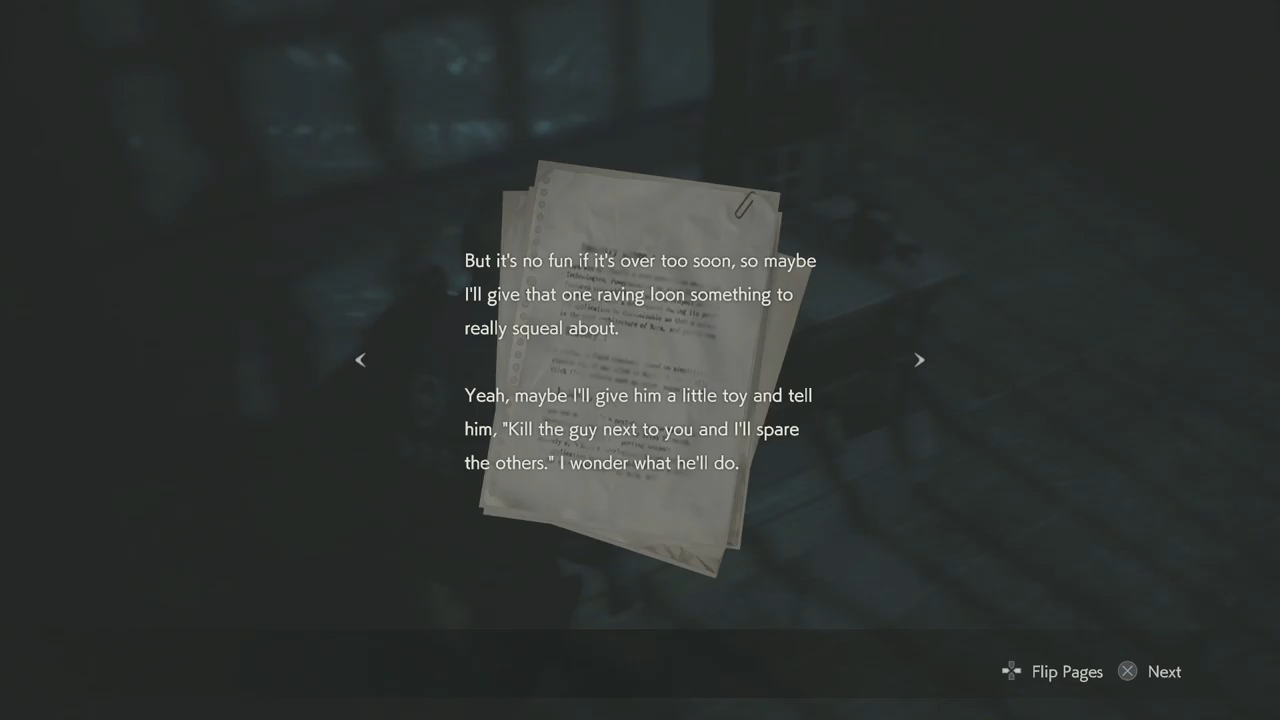 But it's no fun if it's over too soon, so maybe
I'll give that one raving loon something to
really squeal about.
Yeah, maybe I'll give him a little toy and tell
him, "Kill the guy next to you and I'll spare
the others." I wonder what he'll do.
Flip Pages
Next